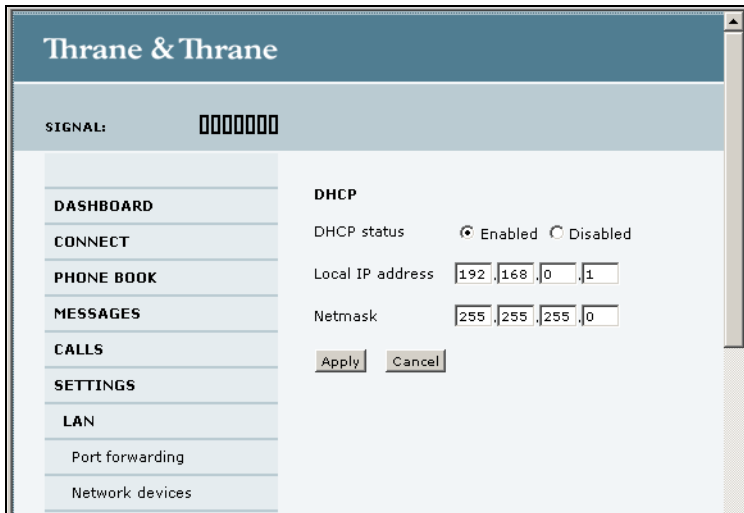 Thrane & Thrane
SIGNAL:
DASHBOARD
CONNECT
PHONE BOOK
MESSAGES
CALLS
SETTINGS
LAN
Port forwarding
Network devices
DHCP
DHCP status Enabled Disabled
Local IP address 192 . 168 . 0 . 1
Netmask 255 . 255 . 255 . 0
Apply Cancel